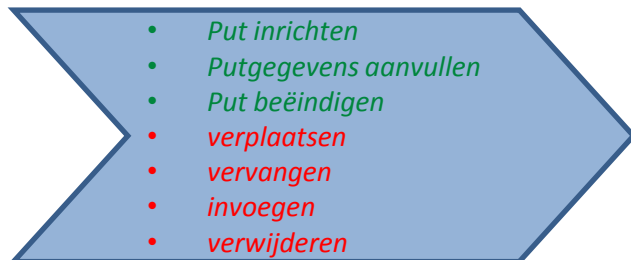 • Put inrichten
• Putgegevens aanvullen
• Put beëindigen
• verplaatsen
• vervangen
• invoegen
• verwijderen